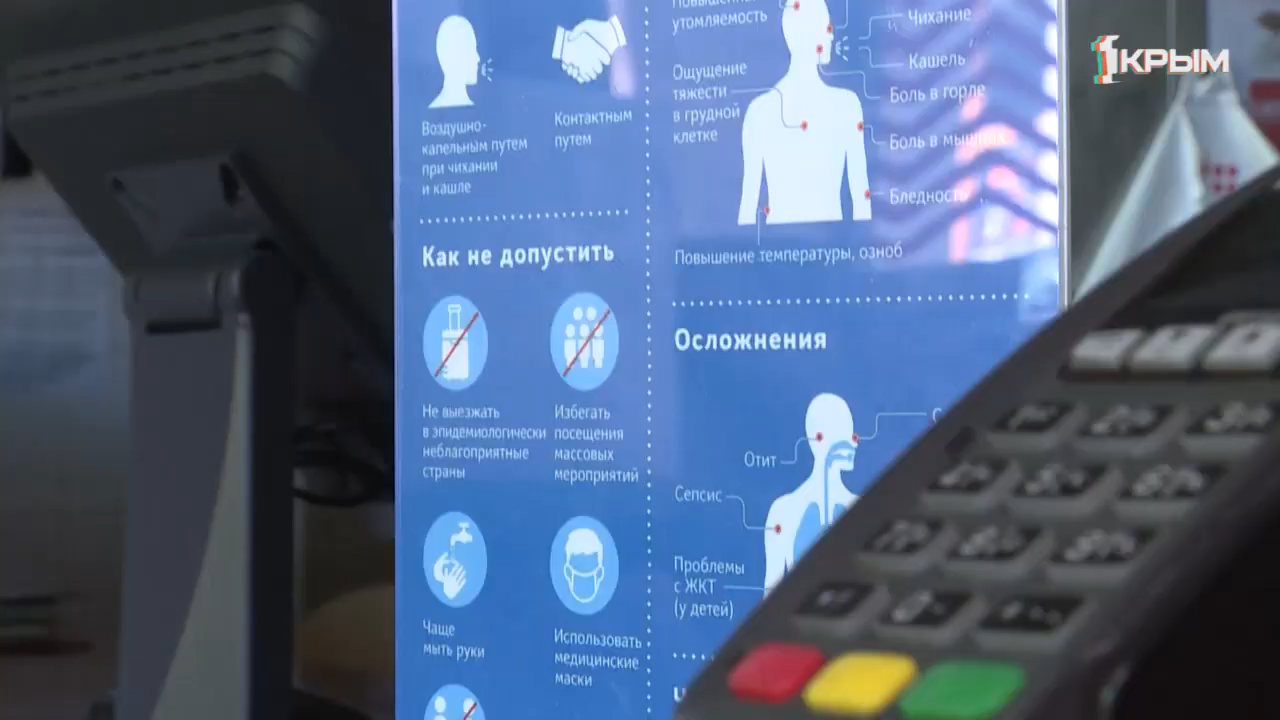 1КРЫМ
Воздушно-
капельным путем
при чихании
и кашле
Контактным
путем
Как не допустить
Не выезжать
в эпидемиологически
неблагоприятные
страны
Избегать
посещения
массовых
мероприятий
Чаще
мыть руки
Использовать
медицинские
маски
утомляемость
Ощущение
тяжести
в грудной
клетке
Чихание
Кашель
Боль в горле
Боль в мышцах
Бледность
Повышение температуры, озноб
Осложнения
Отит
Сепсис
Проблемы
с ЖКТ
(у детей)